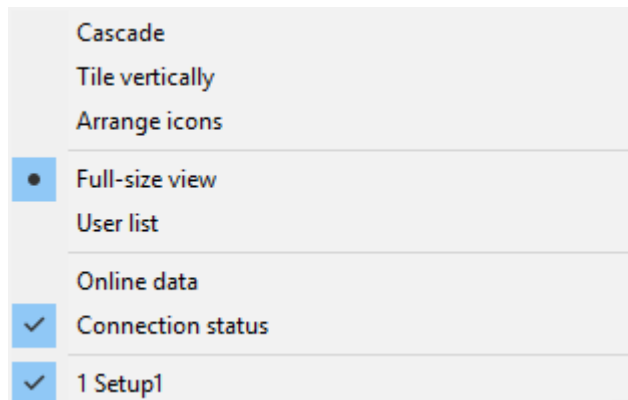 Cascade
Tile vertically
Arrange icons
Full-size view
User list
Online data
Connection status
1 Setup1